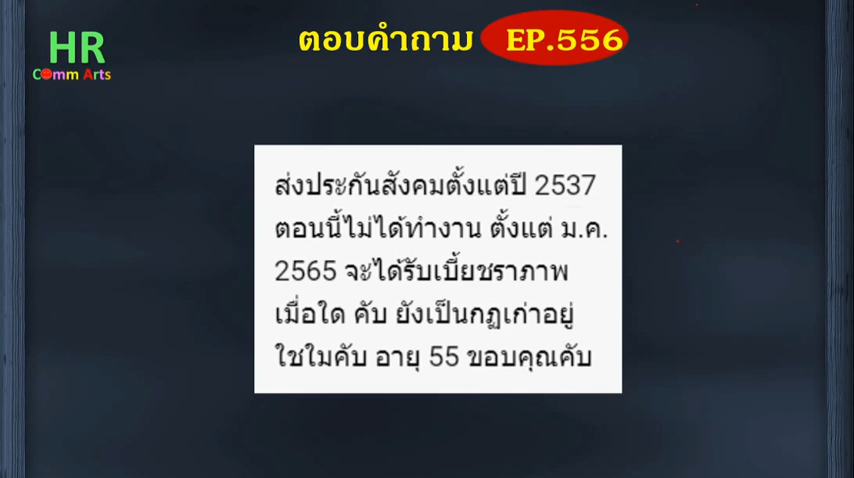 HR
Comm Arts
ตอบคำถาม EP.556
ส่งประกันสังคมตั้งแต่ปี 2537
ตอนนี้ไม่ได้ทำงาน ตั้งแต่ ม.ค.
2565 จะได้รับเบี้ยชราภาพ
เมื่อใด คับ ยังเป็นกฏเก่าอยู่
ใชใมคับ อายุ 55 ขอบคุณคับ